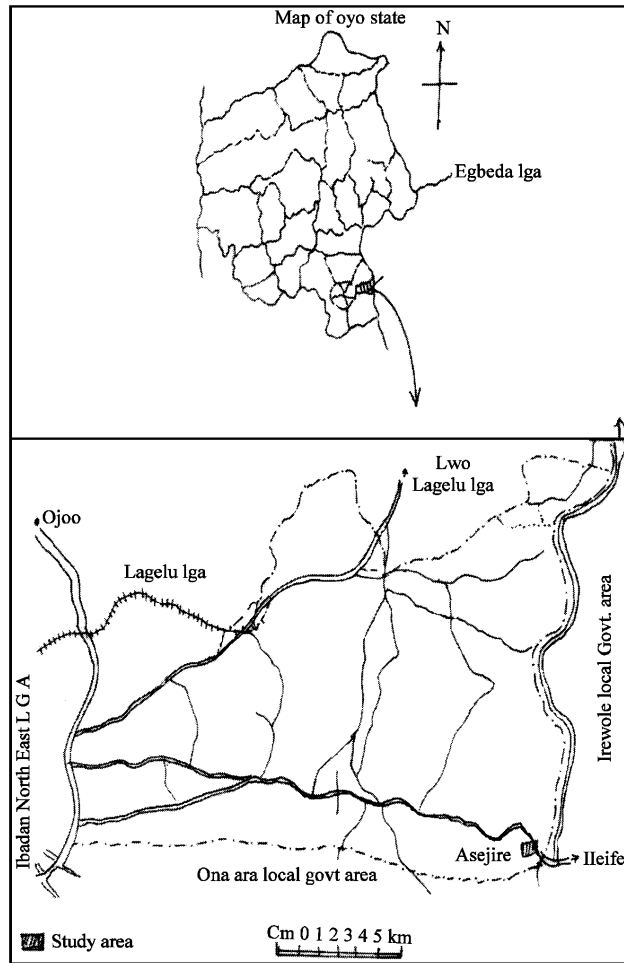 Map of oyo state
N
Egbeda lga
N
Lwo
Lagelu lga
Ojoo
Lagelu lga
Irewole local Govt. area
Ibadan North East L G A
Asejire
IIeife
Ona ara local govt area
Study area
Cm 0 1 2 3 4 5 km